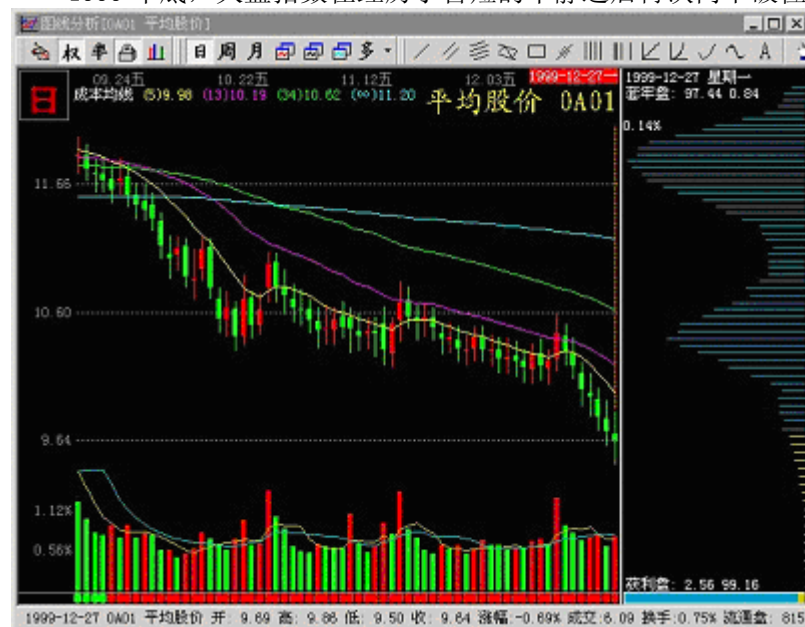 图线分析[0A01 平均股价]
权 单 日 周 月 多 A
09.24五 10.22五 11.12五 12.03五 1999-12-27一
1999-12-27 星期一
日 成本均线 (5)9.98 (13)10.19 (34)10.62 (∞)11.20
平均股价 0A01
套牢盘: 97.44 0.84
0.14%
11.56
10.60
9.64
1.12%
0.56%
获利盘: 2.56 99.16
1999-12-27 0A01 平均股价 开: 9.69 高: 9.86 低: 9.50 收: 9.64 涨幅:-0.69% 成交:6.09 换手:0.75% 流通盘: 815